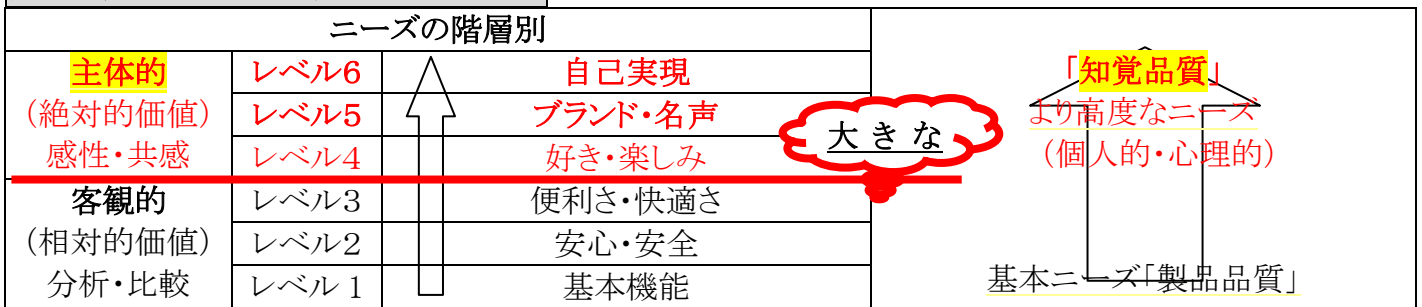 ニーズの階層別
主体的 レベル6 自己実現 「知覚品質」
(絶対的価値) レベル5 ブランド・名声 より高度なニーズ
感性・共感 レベル4 好き・楽しみ 大 き な (個人的・心理的)
客観的 レベル3 便利さ・快適さ
(相対的価値) レベル2 安心・安全
分析・比較 レベル1 基本機能 基本ニーズ「製品品質」